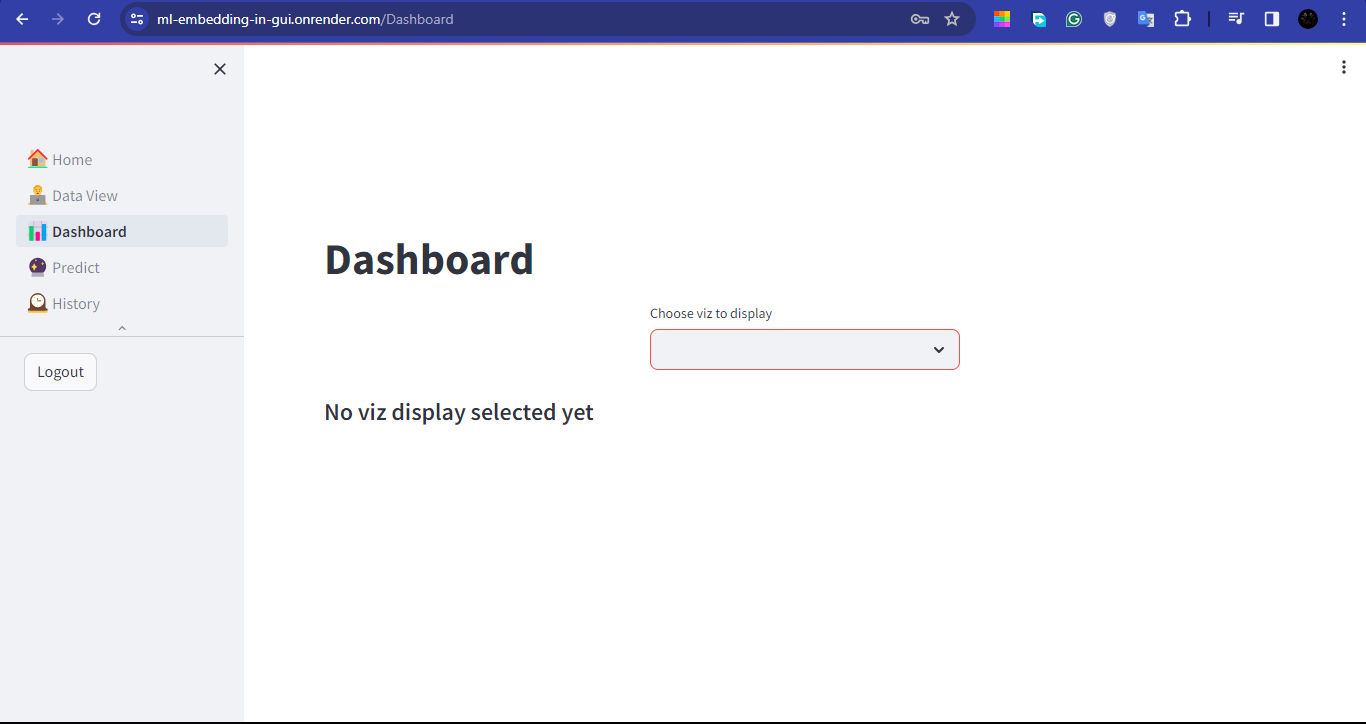 ml-embedding-in-gui.onrender.com/Dashboard
Home
Data View
Dashboard
Predict
History
Logout
Dashboard
Choose viz to display
No viz display selected yet